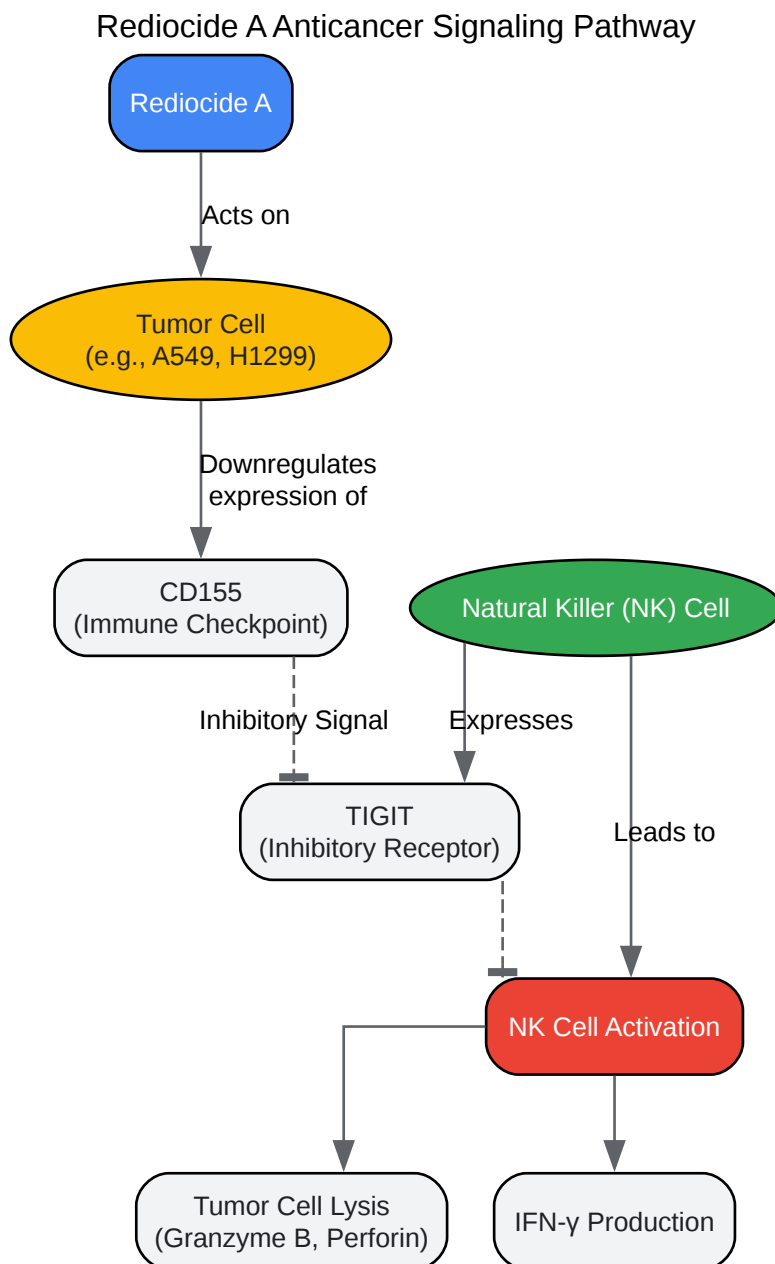 Rediocide A Anticancer Signaling Pathway
Rediocide A
Acts on
Tumor Cell
(e.g., A549, H1299)
Downregulates
expression of
CD155
(Immune Checkpoint)
Natural Killer (NK) Cell
Inhibitory Signal
Expresses
TIGIT
(Inhibitory Receptor)
Leads to
NK Cell Activation
Tumor Cell Lysis
(Granzyme B, Perforin)
IFN-γ Production